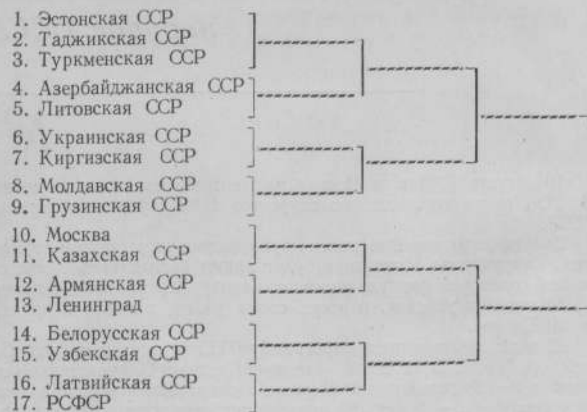 1. Эстонская ССР
2. Таджикская ССР
3. Туркменская ССР
4. Азербайджанская ССР
5. Литовская ССР
6. Украинская ССР
7. Киргизская ССР
8. Молдавская ССР
9. Грузинская ССР
10. Москва
11. Казахская ССР
12. Армянская ССР
13. Ленинград
14. Белорусская ССР
15. Узбекская ССР
16. Латвийская ССР
17. РСФСР